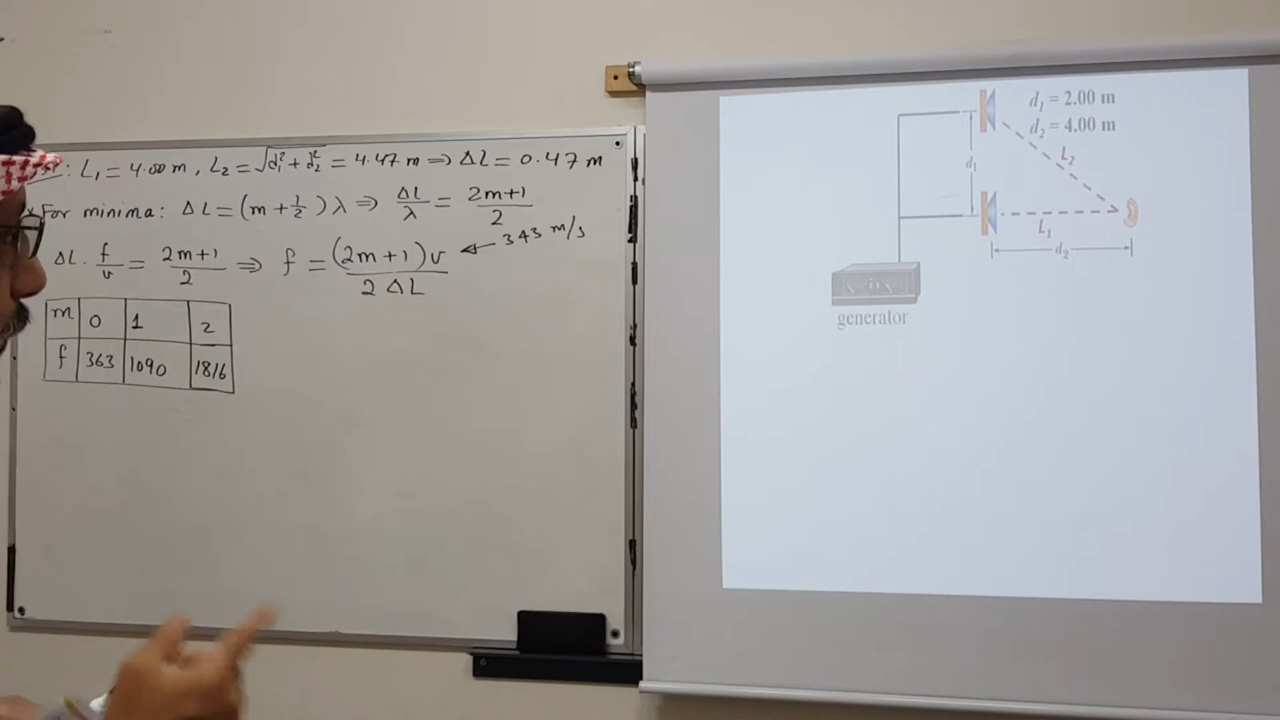 : L₁ = 4.00 m, L₂ = √(d₁² + d₂²) = 4.47 m ⇒ ΔL = 0.47 m
For minima: ΔL = (m + 1/2) λ ⇒ ΔL/λ = (2m+1)/2
ΔL · f/v = (2m+1)/2 ⇒ f = (2m+1)v / 2ΔL ← 343 m/s
m 0 1 2
f 363 1090 1816
d₁ = 2.00 m
d₂ = 4.00 m
d₁
L₂
L₁
d₂
generator